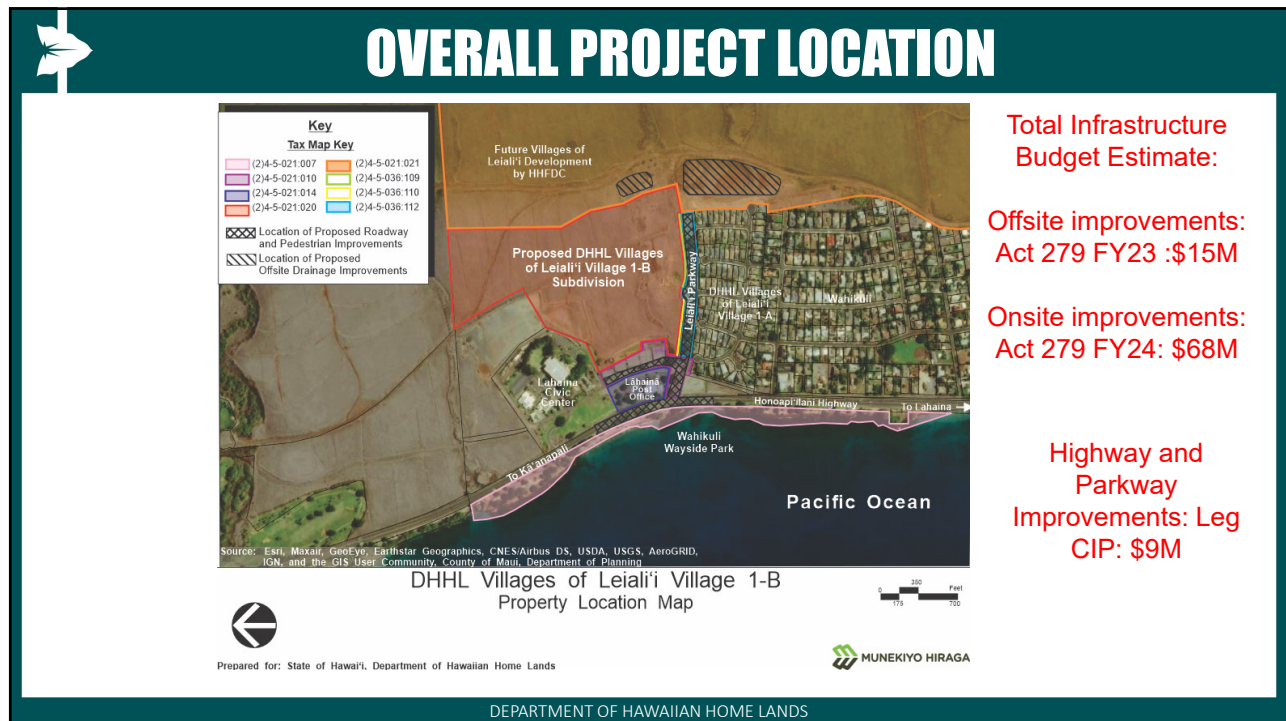 OVERALL PROJECT LOCATION
Key
Tax Map Key
(2)4-5-021:007
(2)4-5-021:010
(2)4-5-021:014
(2)4-5-021:020
(2)4-5-021:021
(2)4-5-036:109
(2)4-5-036:110
(2)4-5-036:112
Location of Proposed Roadway
and Pedestrian Improvements
Location of Proposed
Offsite Drainage Improvements
Future Villages of
Leiali‘i Development
by HHFDC
Proposed DHHL Villages
of Leiali‘i Village 1-B
Subdivision
Leiali‘i Parkway
DHHL Villages
of Leiali‘i
Village 1-A
Wahikuli
Lahaina
Civic
Center
Lāhainā
Post
Office
Honoapi‘ilani Highway
To Lahaina
To Kā‘anapali
Wahikuli
Wayside Park
Pacific Ocean
Source: Esri, Maxair, GeoEye, Earthstar Geographics, CNES/Airbus DS, USDA, USGS, AeroGRID,
IGN, and the GIS User Community, County of Maui, Department of Planning
DHHL Villages of Leiali‘i Village 1-B
Property Location Map
0 350 Feet
175 700
Prepared for: State of Hawai‘i, Department of Hawaiian Home Lands
MUNEKIYO HIRAGA
Total Infrastructure
Budget Estimate:
Offsite improvements:
Act 279 FY23 :$15M
Onsite improvements:
Act 279 FY24: $68M
Highway and
Parkway
Improvements: Leg
CIP: $9M
DEPARTMENT OF HAWAIIAN HOME LANDS